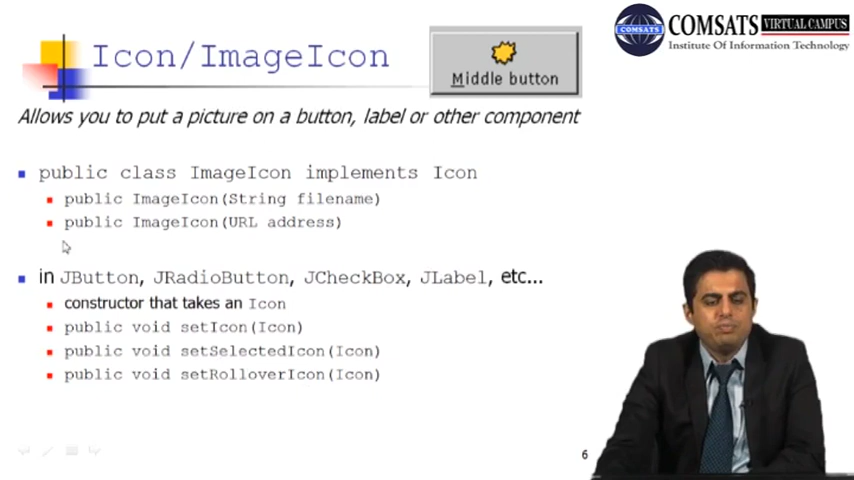 Icon/ImageIcon
Middle button
COMSATS VIRTUAL CAMPUS
COMSATS
Institute Of Information Technology
Allows you to put a picture on a button, label or other component
public class ImageIcon implements Icon
public ImageIcon(String filename)
public ImageIcon(URL address)
in JButton, JRadioButton, JCheckBox, JLabel, etc...
constructor that takes an Icon
public void setIcon(Icon)
public void setSelectedIcon(Icon)
public void setRolloverIcon(Icon)
6